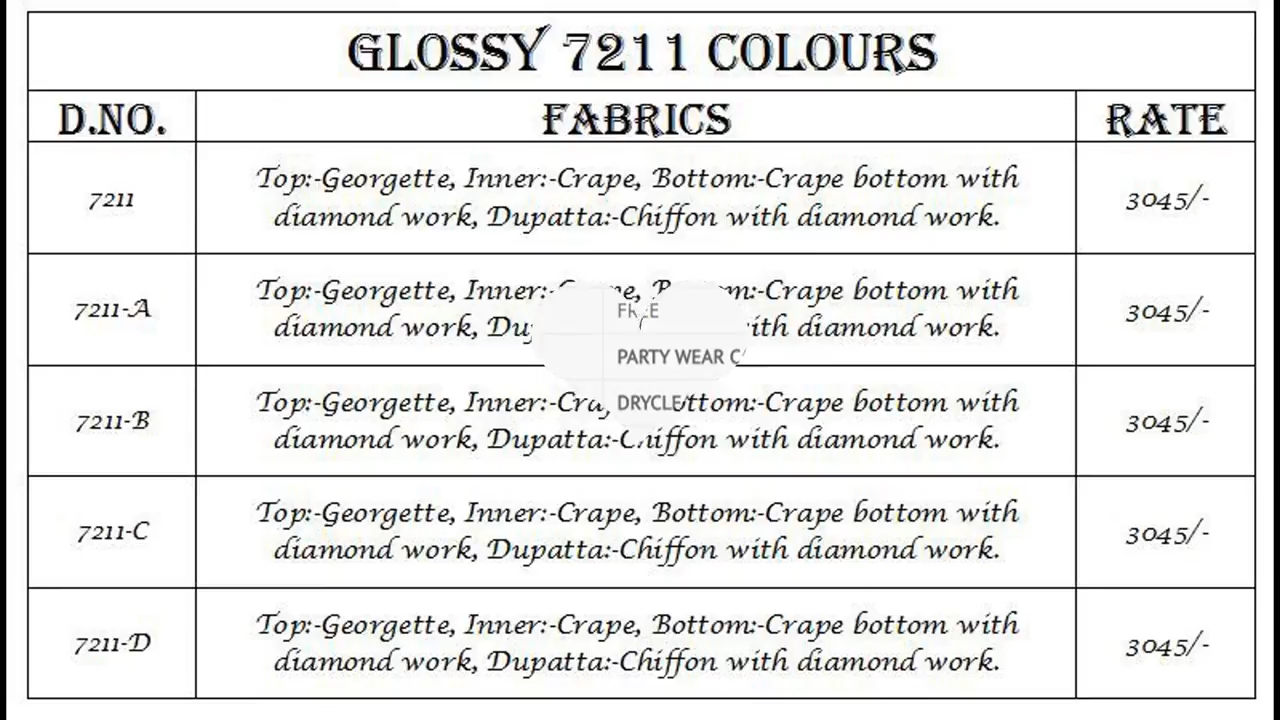 GLOSSY 7211 COLOURS
D.NO. FABRICS RATE
7211 Top:-Georgette, Inner:-Crape, Bottom:-Crape bottom with 3045/-
diamond work, Dupatta:-Chiffon with diamond work.
7211-A Top:-Georgette, Inner:- :-Crape bottom with 3045/-
diamond work, with diamond work.
FREE
PARTY WEAR
7211-B Top:-Georgette, Inner:- :-Crape bottom with 3045/-
diamond work, Dupatta:- with diamond work.
7211-C Top:-Georgette, Inner:-Crape, Bottom:-Crape bottom with 3045/-
diamond work, Dupatta:-Chiffon with diamond work.
7211-D Top:-Georgette, Inner:-Crape, Bottom:-Crape bottom with 3045/-
diamond work, Dupatta:-Chiffon with diamond work.